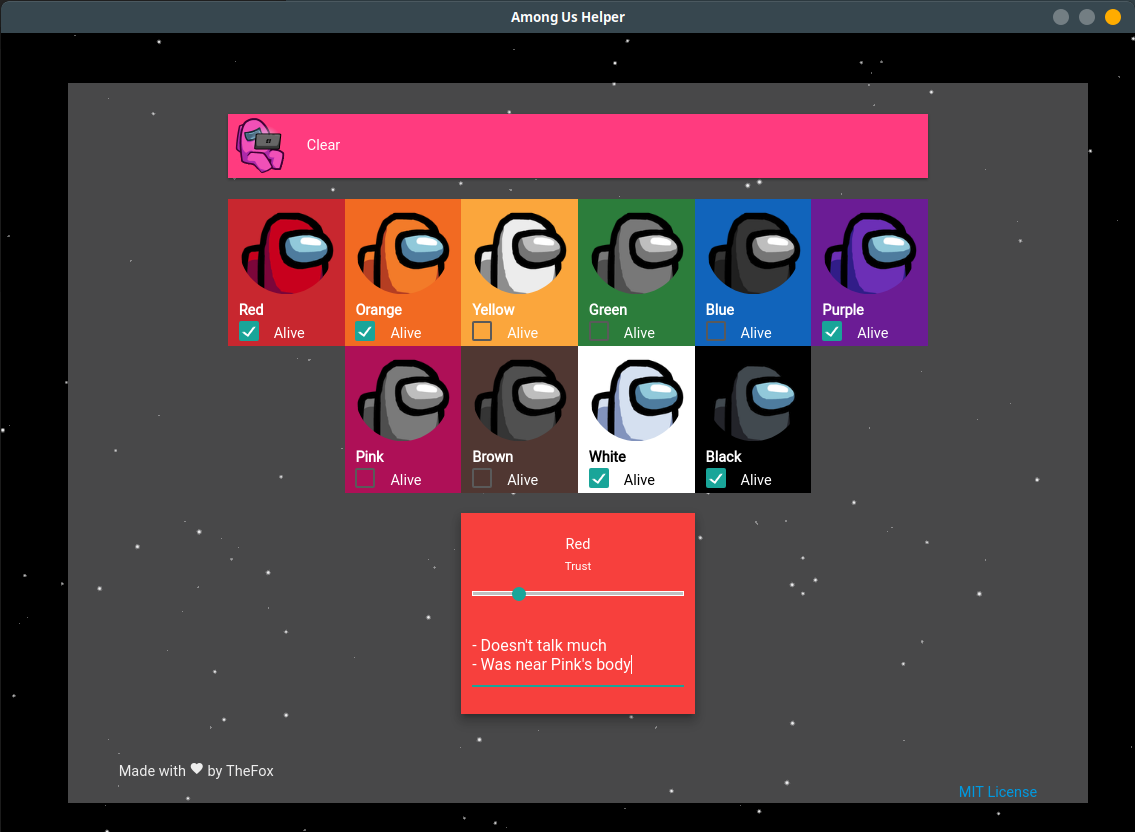 Among Us Helper
Clear
Red Orange Yellow Green Blue Purple
Alive Alive Alive Alive Alive Alive
Pink Brown White Black
Alive Alive Alive Alive
Red
Trust
- Doesn't talk much
- Was near Pink's body
Made with ♥ by TheFox
MIT License